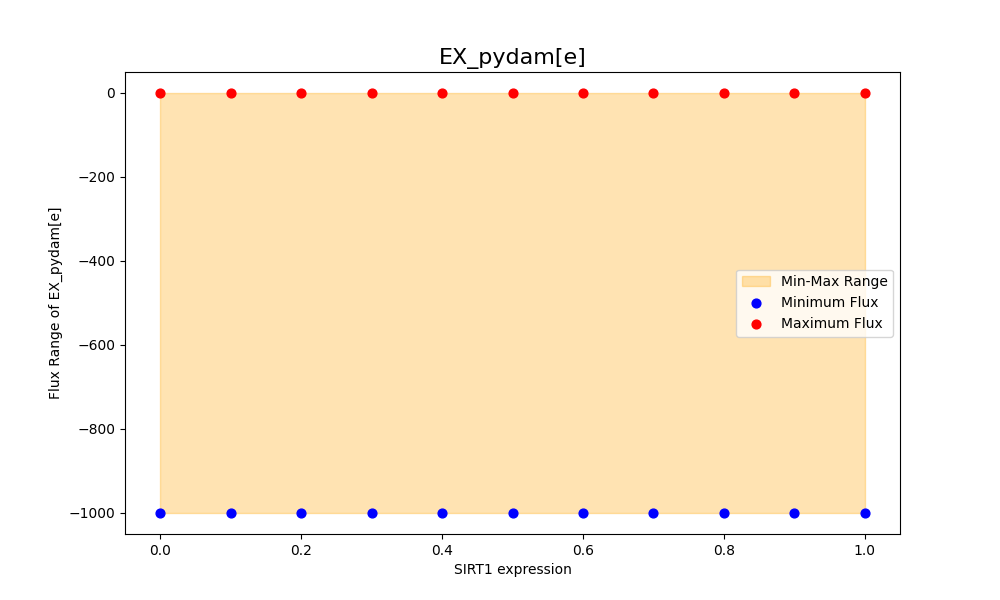 EX_pydam[e]
Flux Range of EX_pydam[e]
0
−200
−400
−600
−800
−1000
Min-Max Range
Minimum Flux
Maximum Flux
0.0
0.2
0.4
0.6
0.8
1.0
SIRT1 expression